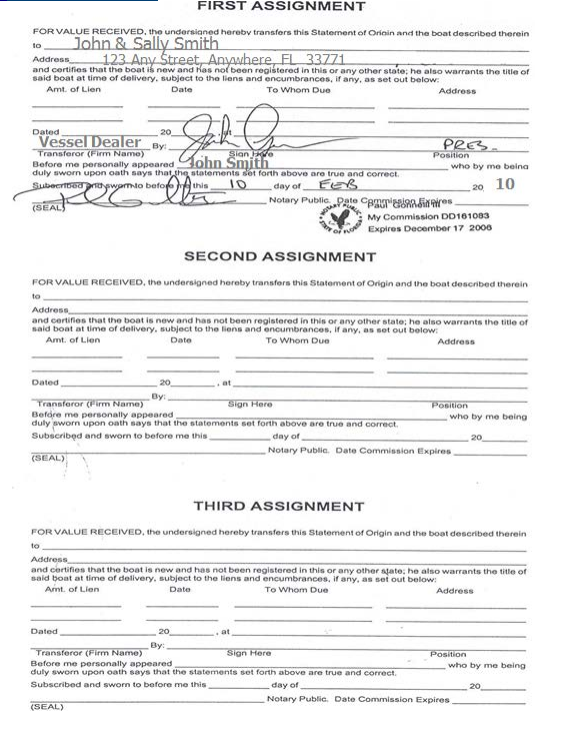 FIRST ASSIGNMENT
FOR VALUE RECEIVED, the undersigned hereby transfers this Statement of Origin and the boat described therein
to John & Sally Smith
Address 123 Any Street, Anywhere, FL 33771
and certifies that the boat is new and has not been registered in this or any other state; he also warrants the title of
said boat at time of delivery, subject to the liens and encumbrances, if any, as set out below:
Amt. of Lien Date To Whom Due Address
Dated 20 , at
Vessel Dealer By: PRES.
Transferor (Firm Name) Sign Here Position
Before me personally appeared John Smith who by me being
duly sworn upon oath says that the statements set forth above are true and correct.
Subscribed and sworn to before me this 10 day of FEB 20 10
(SEAL) Notary Public. Date Commission Expires
Paul
NOTARY PUBLIC STATE OF FLORIDA
My Commission DD161083
Expires December 17 2006
SECOND ASSIGNMENT
FOR VALUE RECEIVED, the undersigned hereby transfers this Statement of Origin and the boat described therein
to
Address
and certifies that the boat is new and has not been registered in this or any other state; he also warrants the title of
said boat at time of delivery, subject to the liens and encumbrances, if any, as set out below:
Amt. of Lien Date To Whom Due Address
Dated 20 , at
By:
Transferor (Firm Name) Sign Here Position
Before me personally appeared who by me being
duly sworn upon oath says that the statements set forth above are true and correct.
Subscribed and sworn to before me this day of 20
Notary Public. Date Commission Expires
(SEAL)
THIRD ASSIGNMENT
FOR VALUE RECEIVED, the undersigned hereby transfers this Statement of Origin and the boat described therein
to
Address
and certifies that the boat is new and has not been registered in this or any other state; he also warrants the title of
said boat at time of delivery, subject to the liens and encumbrances, if any, as set out below:
Amt. of Lien Date To Whom Due Address
Dated 20 , at
By:
Transferor (Firm Name) Sign Here Position
Before me personally appeared who by me being
duly sworn upon oath says that the statements set forth above are true and correct.
Subscribed and sworn to before me this day of 20
Notary Public. Date Commission Expires
(SEAL)